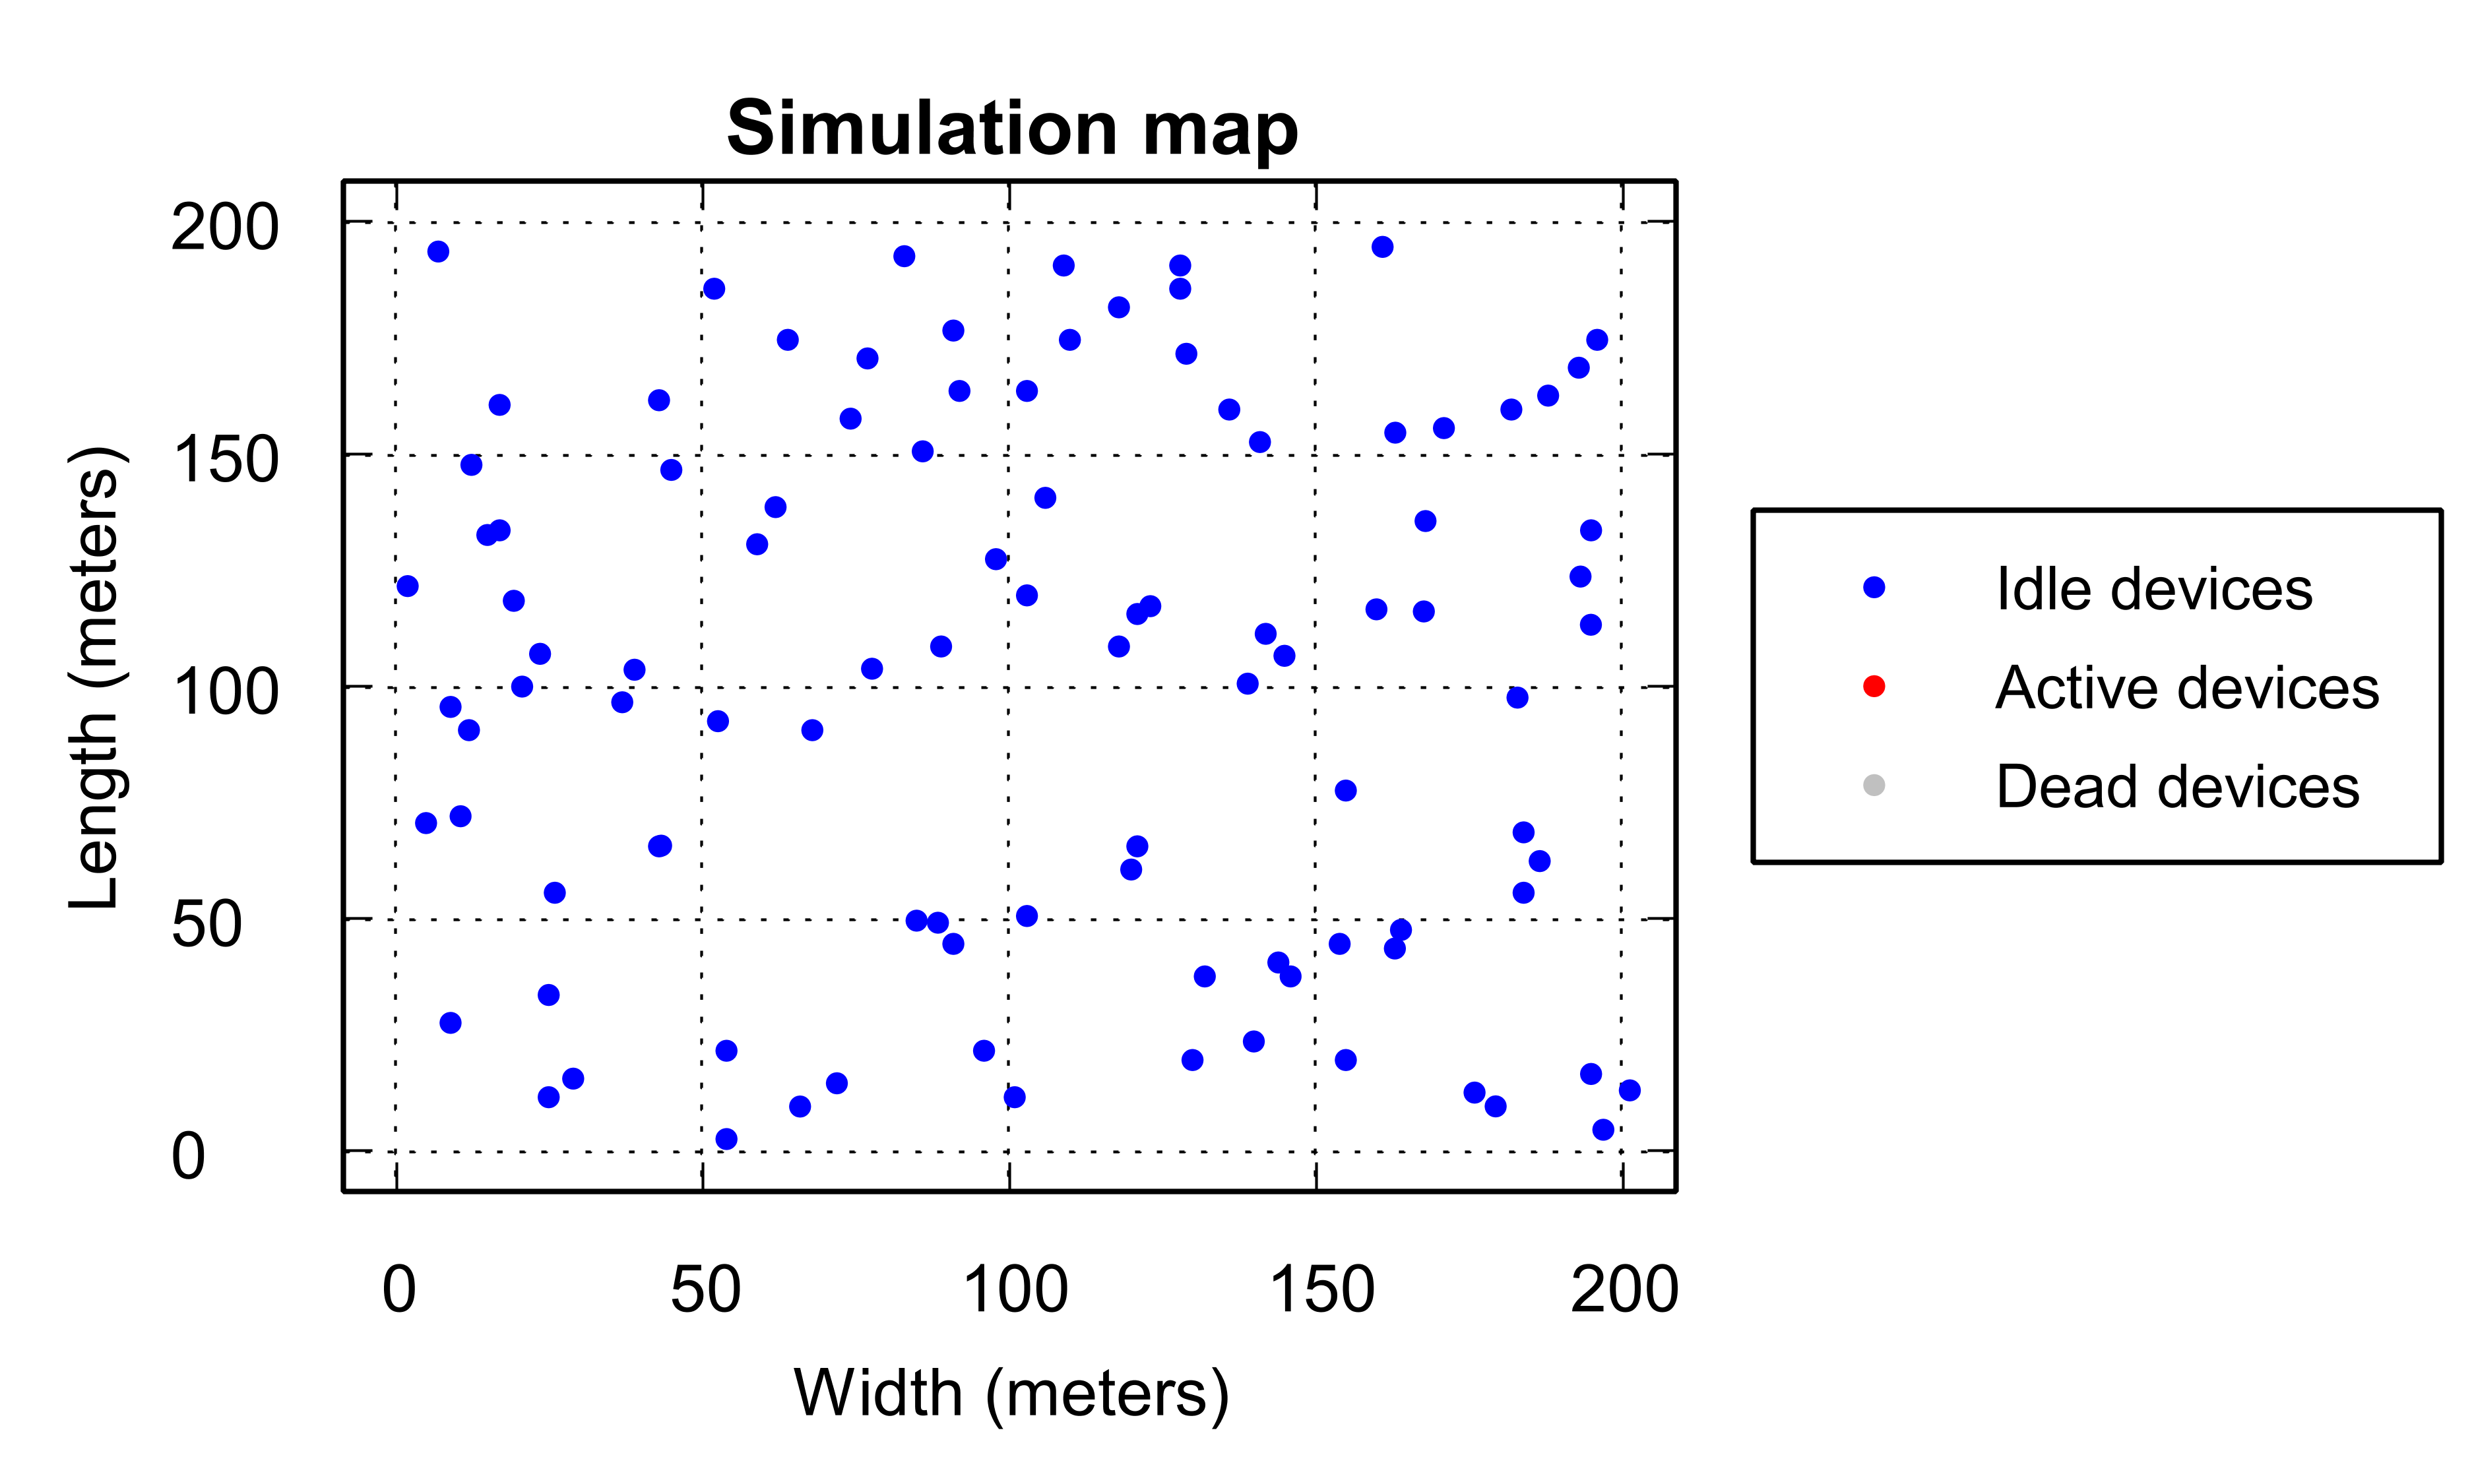 Simulation map
200
150
100
50
0
Length (meters)
0 50 100 150 200
Width (meters)
Idle devices
Active devices
Dead devices